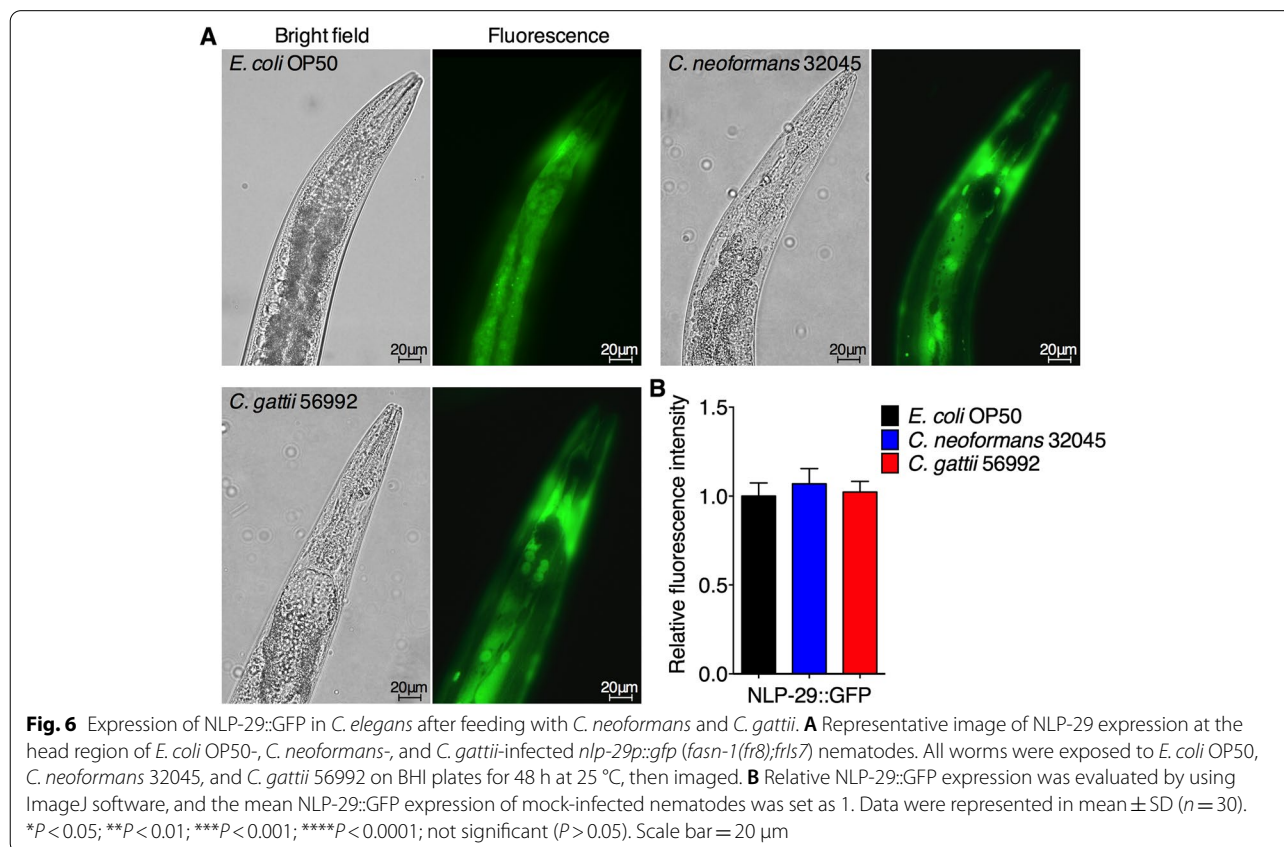 A
Bright field
Fluorescence
E. coli OP50
20µm
20µm
C. neoformans 32045
20µm
20µm
C. gattii 56992
20µm
20µm
B
Relative fluorescence intensity
1.5
1.0
0.5
0.0
NLP-29::GFP
E. coli OP50
C. neoformans 32045
C. gattii 56992
Fig. 6 Expression of NLP-29::GFP in C. elegans after feeding with C. neoformans and C. gattii. A Representative image of NLP-29 expression at the
head region of E. coli OP50-, C. neoformans-, and C. gattii-infected nlp-29p::gfp (fasn-1(fr8);frIs7) nematodes. All worms were exposed to E. coli OP50,
C. neoformans 32045, and C. gattii 56992 on BHI plates for 48 h at 25 °C, then imaged. B Relative NLP-29::GFP expression was evaluated by using
ImageJ software, and the mean NLP-29::GFP expression of mock-infected nematodes was set as 1. Data were represented in mean ± SD (n = 30).
*P < 0.05; **P < 0.01; ***P < 0.001; ****P < 0.0001; not significant (P > 0.05). Scale bar = 20 µm